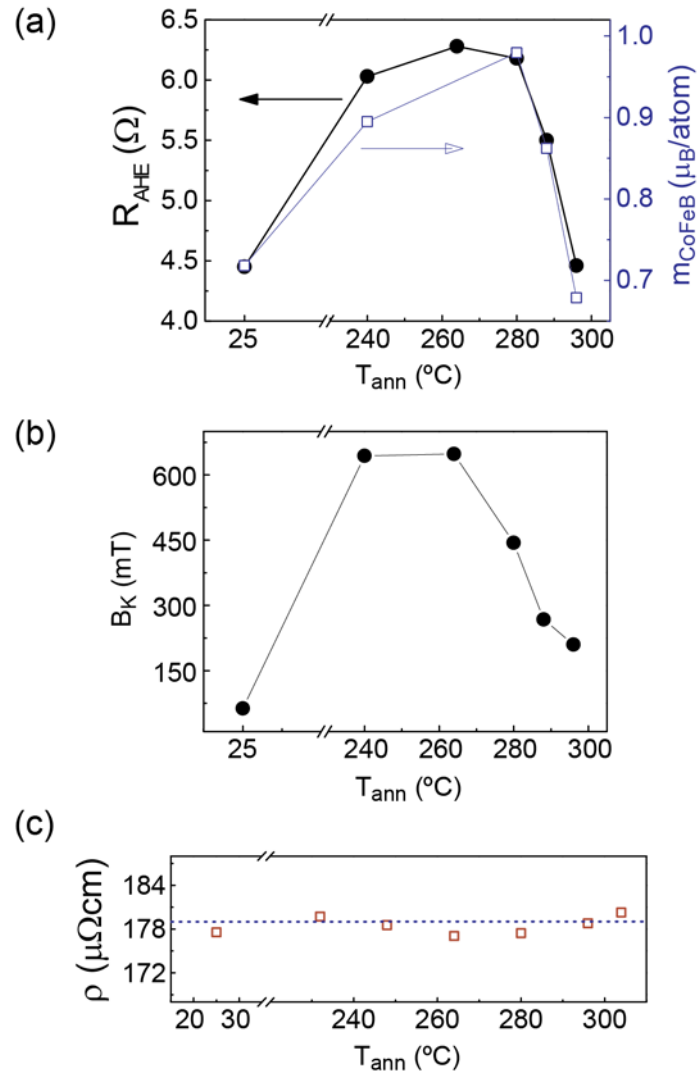 (a)
6.5
6.0
5.5
5.0
4.5
4.0
R_AHE (Ω)
1.0
0.9
0.8
0.7
m_CoFeB (μ_B/atom)
25 240 260 280 300
T_ann (ºC)
(b)
600
450
300
150
B_K (mT)
25 240 260 280 300
T_ann (ºC)
(c)
184
178
172
ρ (μΩcm)
20 30 240 260 280 300
T_ann (ºC)